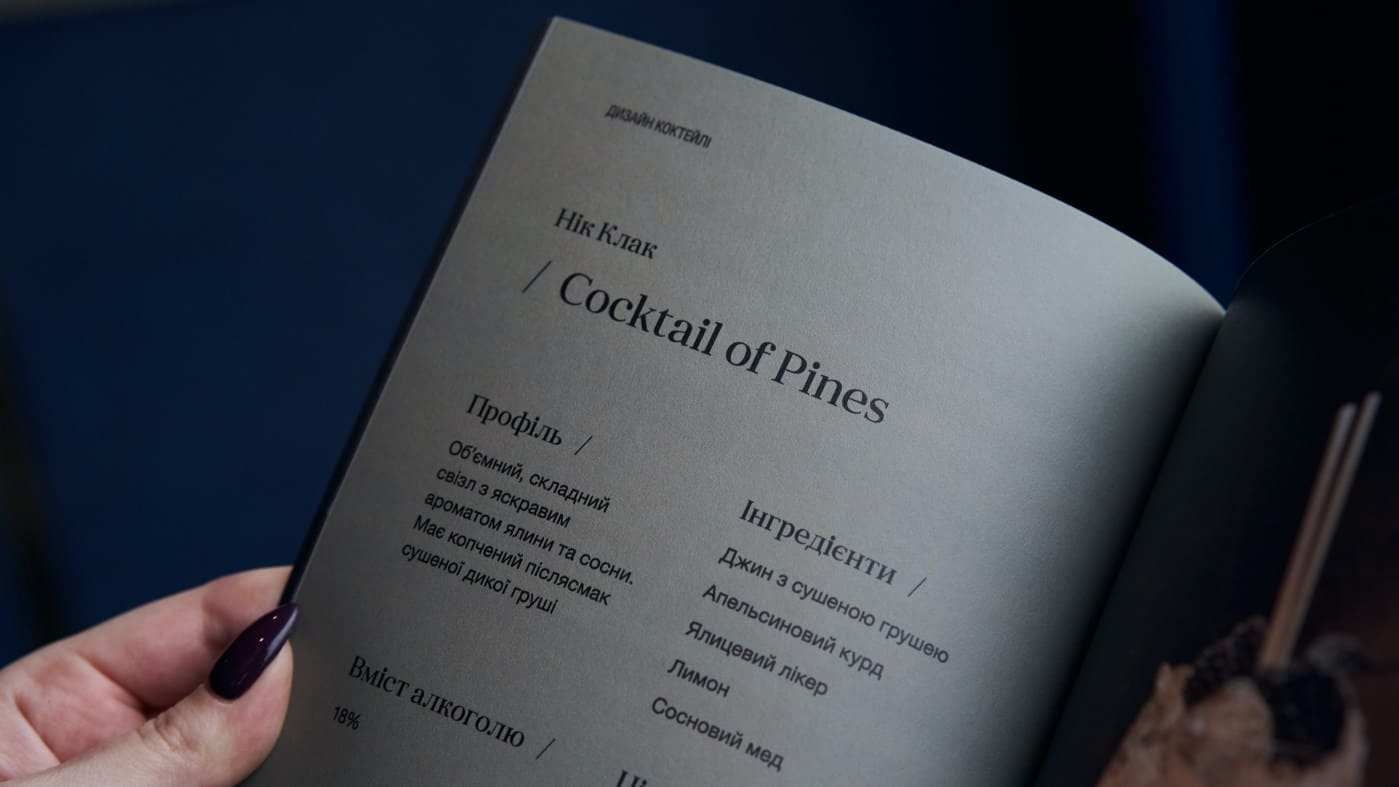 ДИЗАЙН КОКТЕЙЛІ
Нік Клак
/ Cocktail of Pines
Профіль /
Об'ємний, складний
свізл з яскравим
ароматом ялини та сосни.
Має копчений післясмак
сушеної дикої груші
Вміст алкоголю /
18%
Інгредієнти /
Джин з сушеною грушею
Апельсиновий курд
Ялицевий лікер
Лимон
Сосновий мед